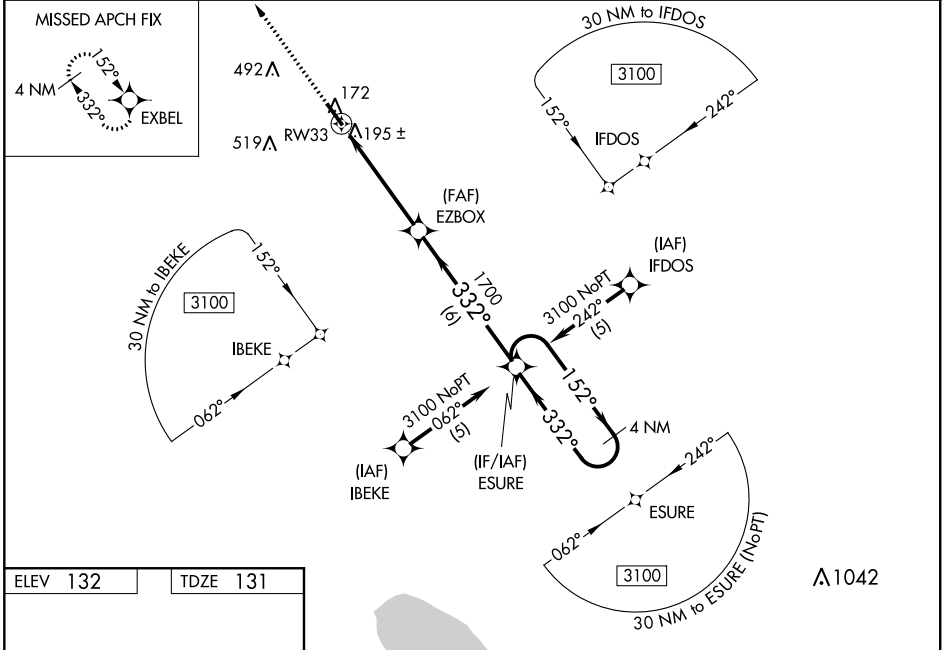 MISSED APCH FIX
152°
4 NM
332°
EXBEL
492
172
RW33
195 ±
519
30 NM to IFDOS
3100
152°
242°
IFDOS
(FAF)
EZBOX
30 NM to IBEKE
152°
3100
IBEKE
062°
1700
332°
(6)
(IAF)
IFDOS
3100 NoPT
242°
(5)
3100 NoPT
062°
(5)
(IAF)
IBEKE
(IF/IAF)
ESURE
152°
332°
4 NM
242°
ESURE
062°
3100
30 NM to ESURE (NoPT)
1042
ELEV 132
TDZE 131